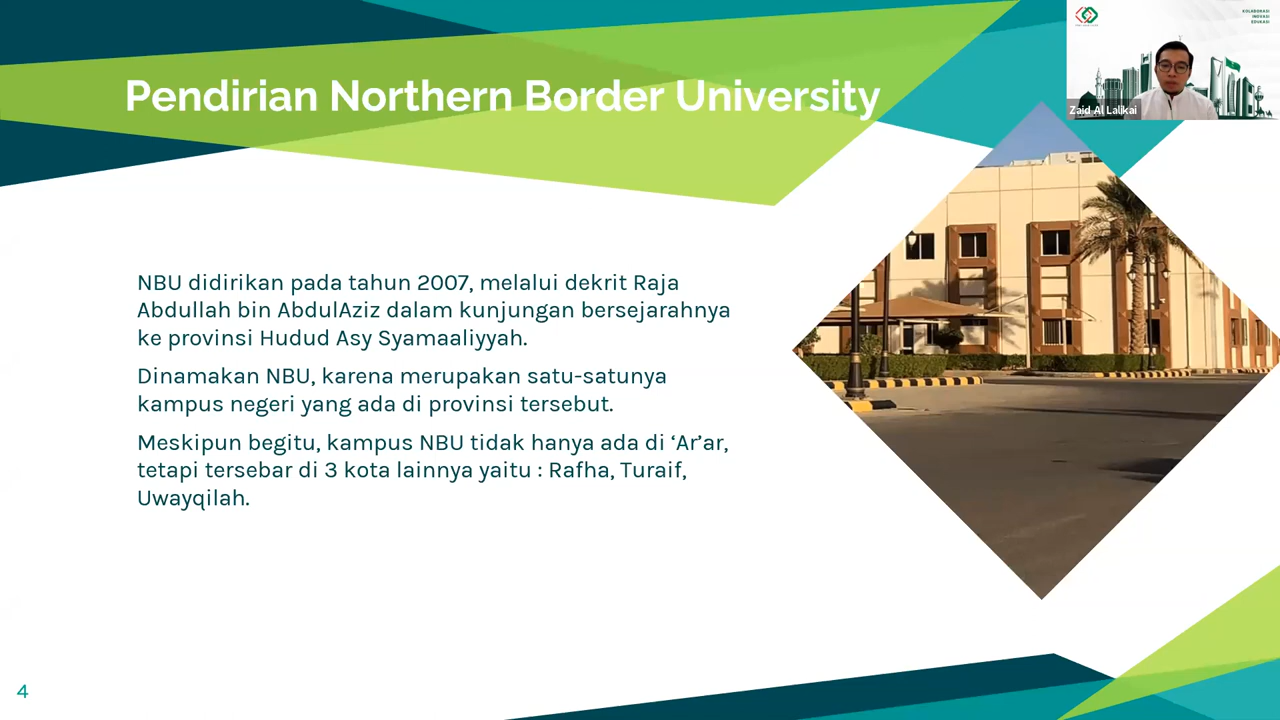 Pendirian Northern Border University
KOLABORASI
INOVASI
EDUKASI
Zaid Al Lalikai
NBU didirikan pada tahun 2007, melalui dekrit Raja
Abdullah bin AbdulAziz dalam kunjungan bersejarahnya
ke provinsi Hudud Asy Syamaaliyyah.
Dinamakan NBU, karena merupakan satu-satunya
kampus negeri yang ada di provinsi tersebut.
Meskipun begitu, kampus NBU tidak hanya ada di ‘Ar’ar,
tetapi tersebar di 3 kota lainnya yaitu : Rafha, Turaif,
Uwayqilah.
4